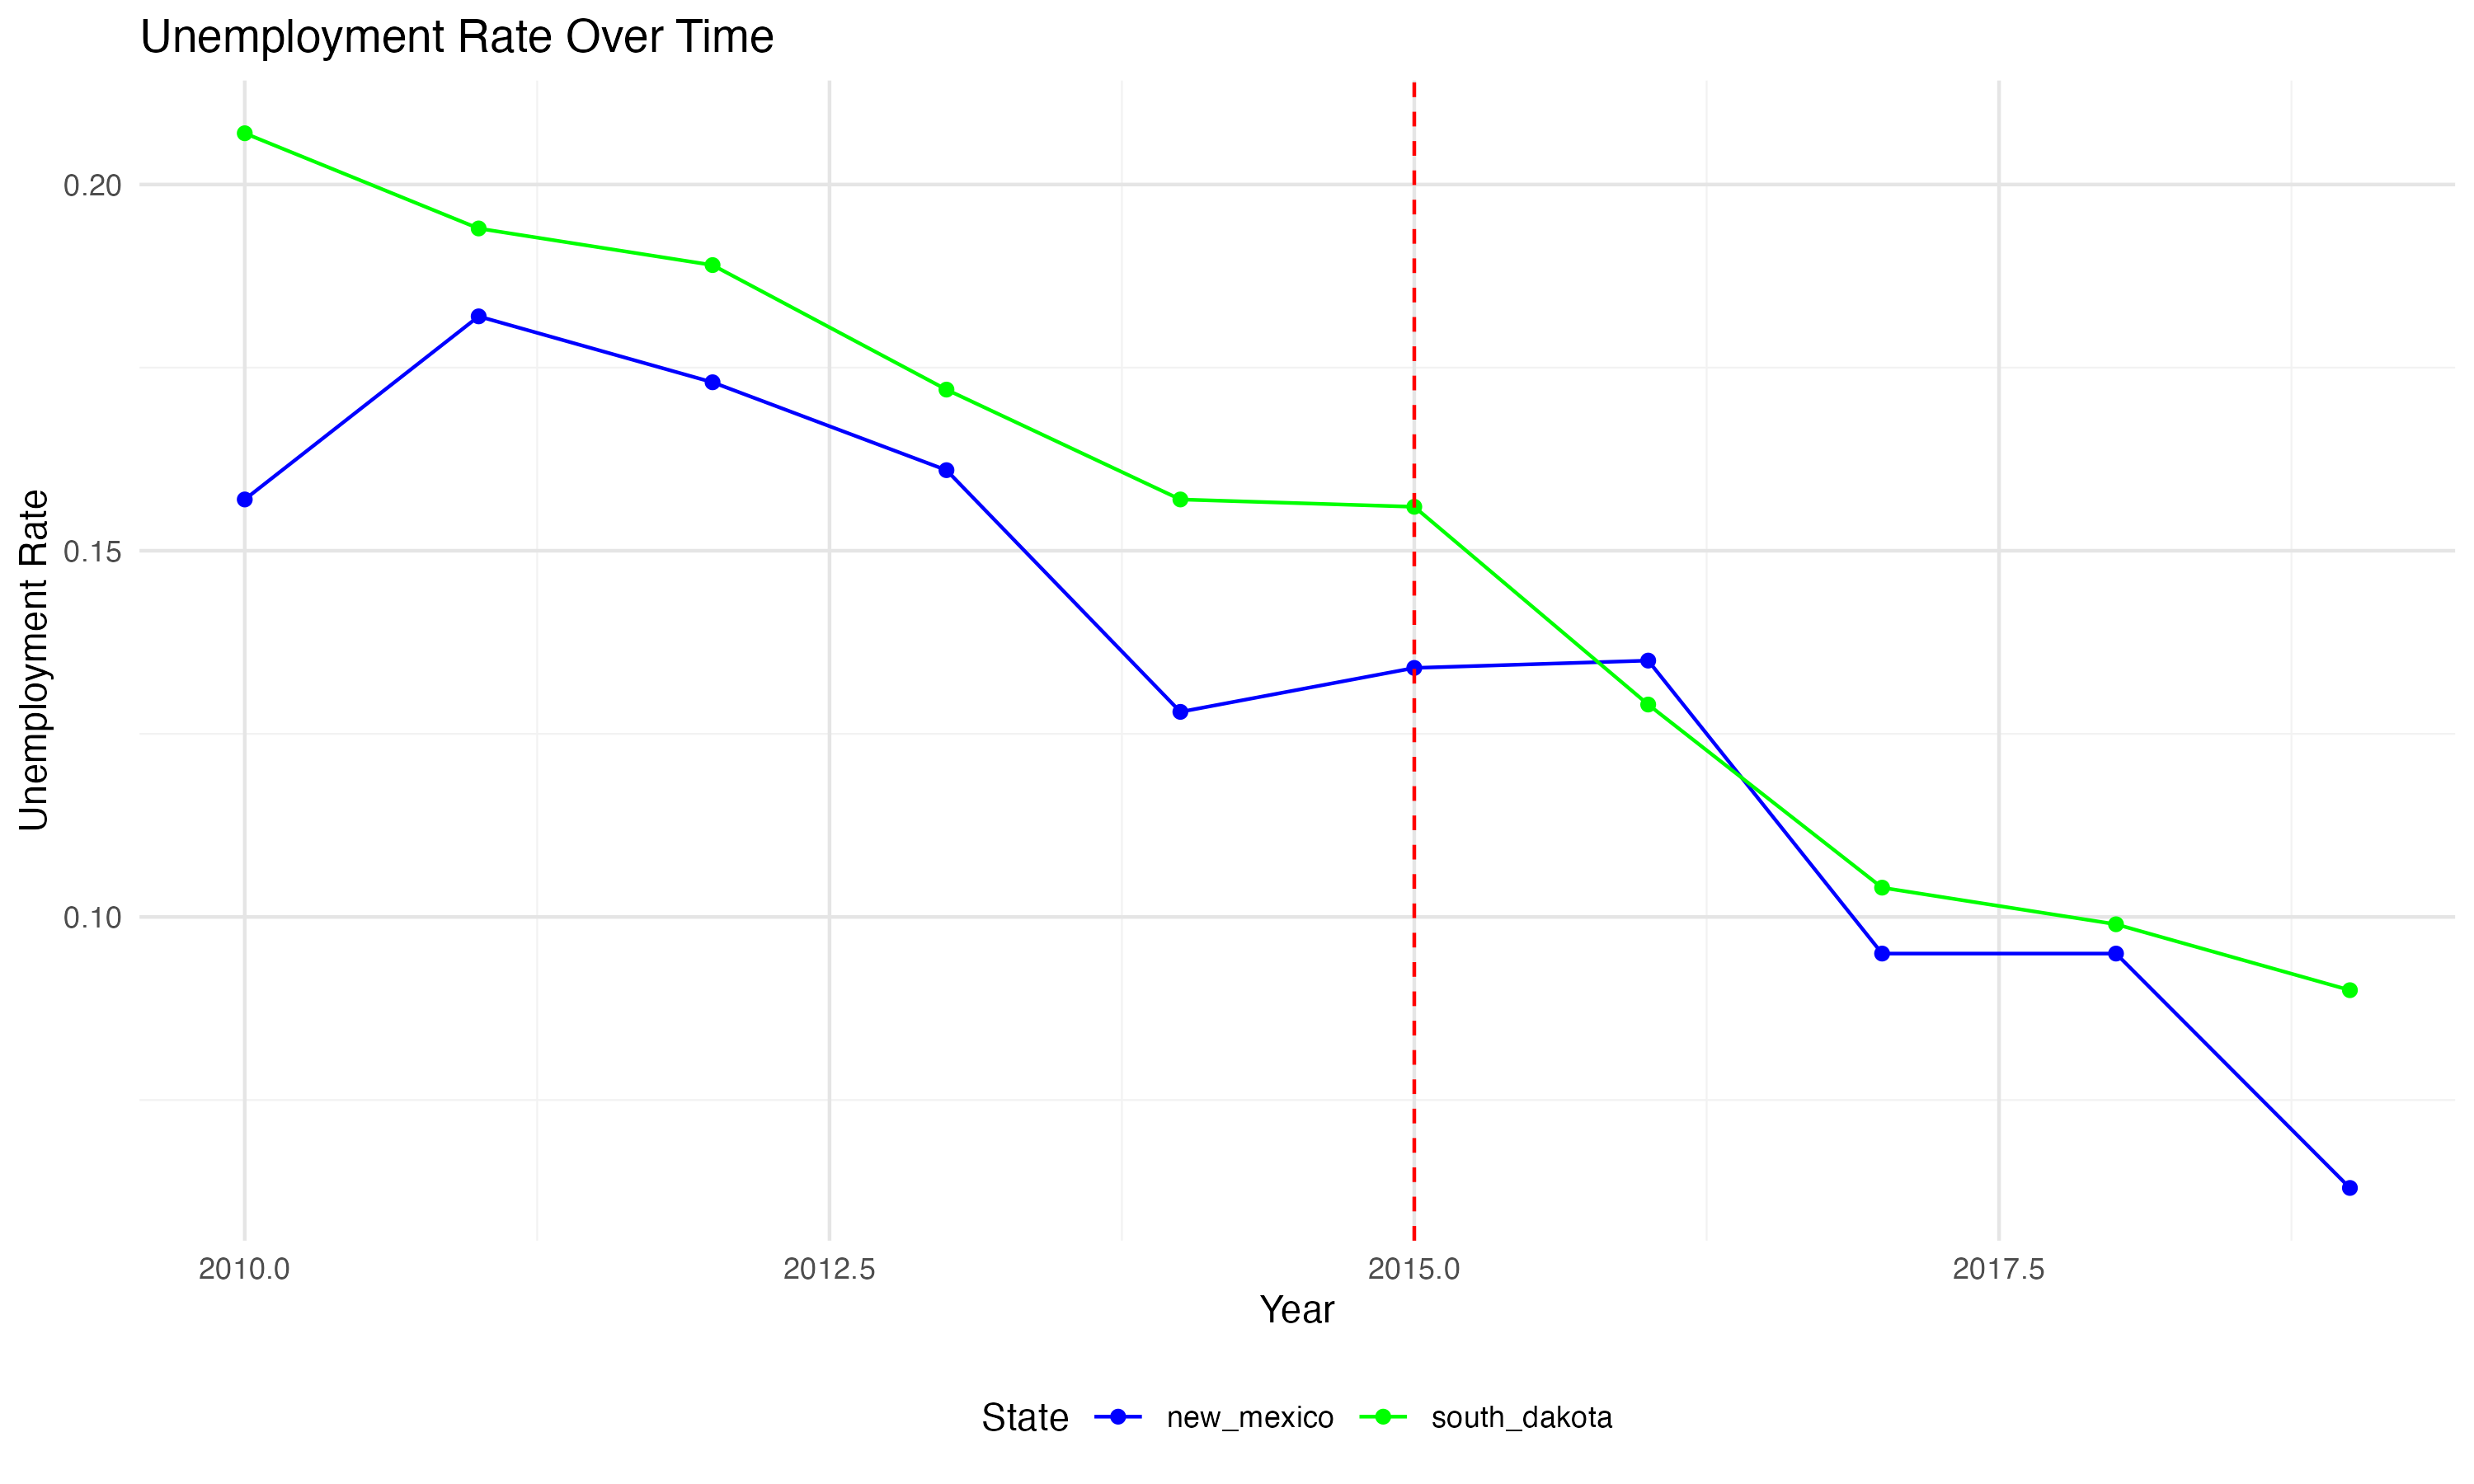 Unemployment Rate Over Time
Unemployment Rate
0.20
0.15
0.10
2010.0 2012.5 2015.0 2017.5
Year
State new_mexico south_dakota